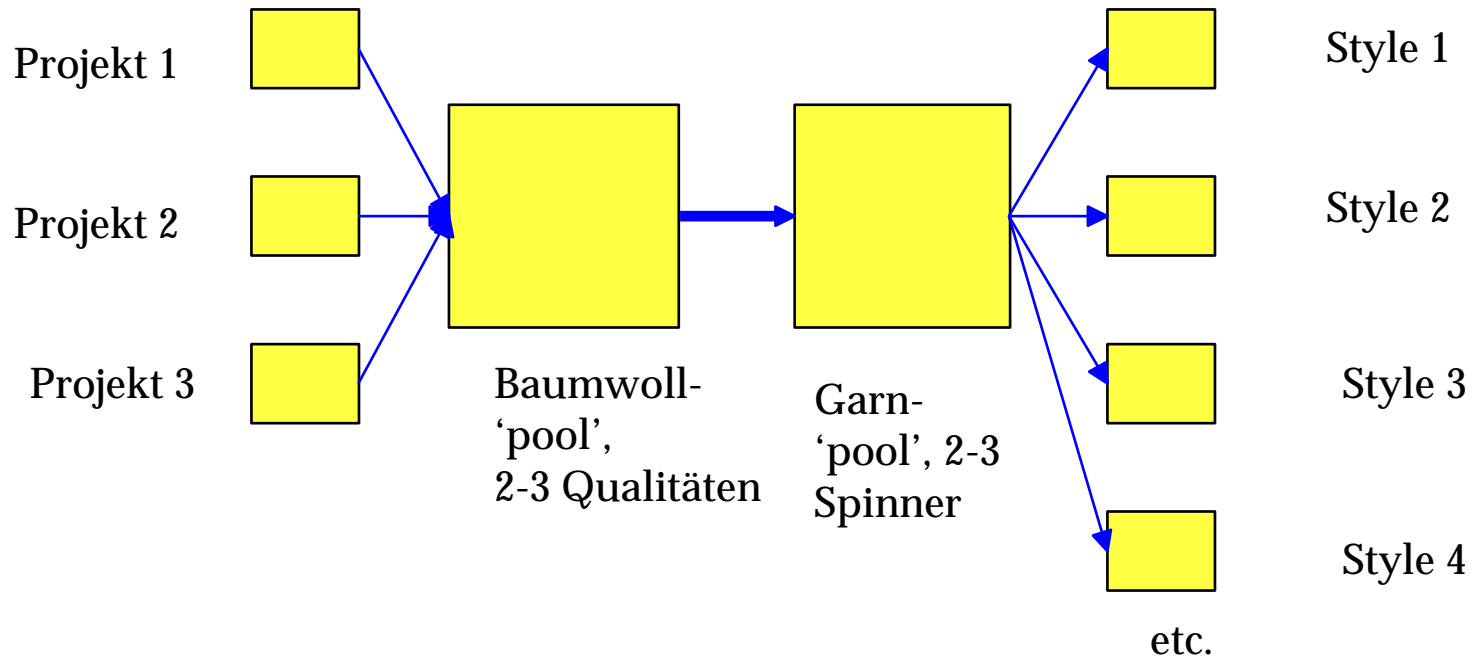 Projekt 1
Projekt 2
Projekt 3
Baumwoll-
‘pool’,
2-3 Qualitäten
Garn-
‘pool’, 2-3
Spinner
Style 1
Style 2
Style 3
Style 4
etc.